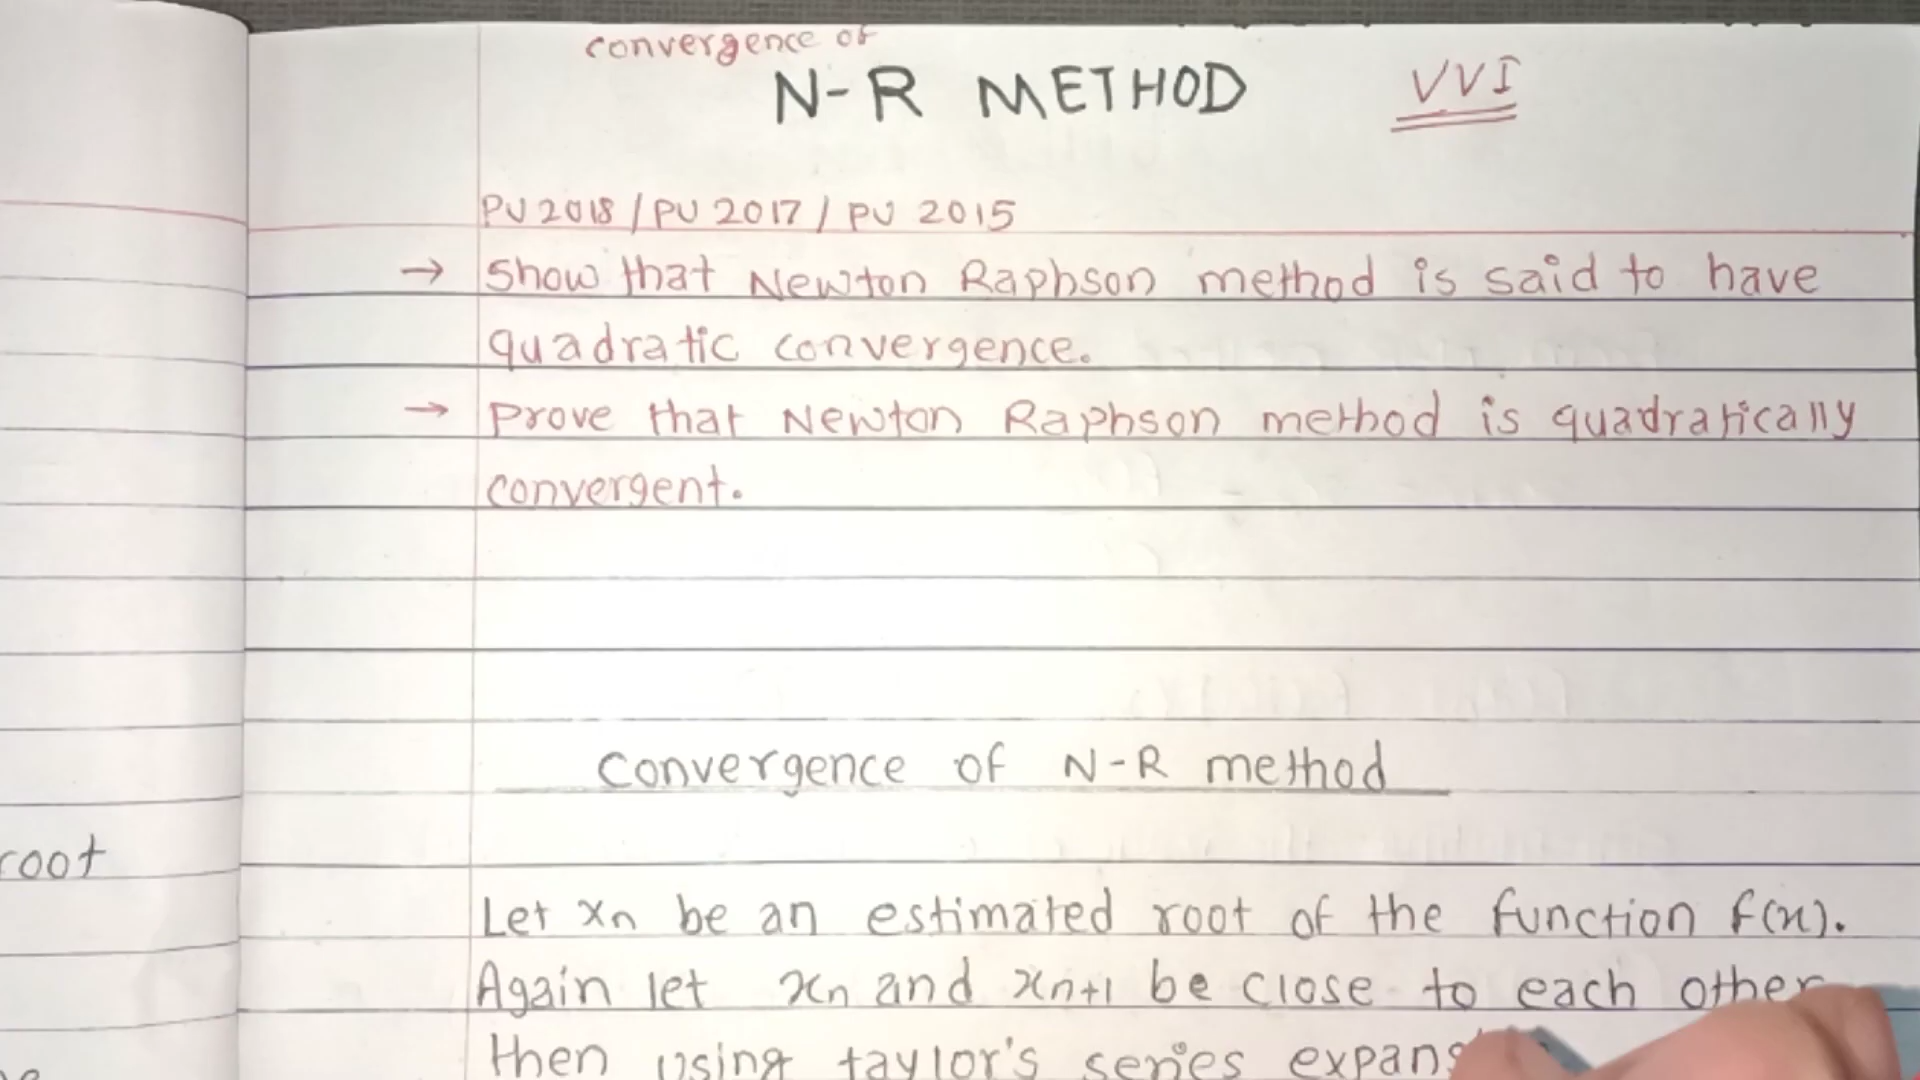 convergence of
N-R METHOD VVI
PU 2018 / PU 2017 / PU 2015
→ Show that Newton Raphson method is said to have
quadratic convergence.
→ Prove that Newton Raphson method is quadratically
convergent.
Convergence of N-R method
root
Let xn be an estimated root of the function f(x).
Again let xn and xn+1 be close to each other
then using taylor's series